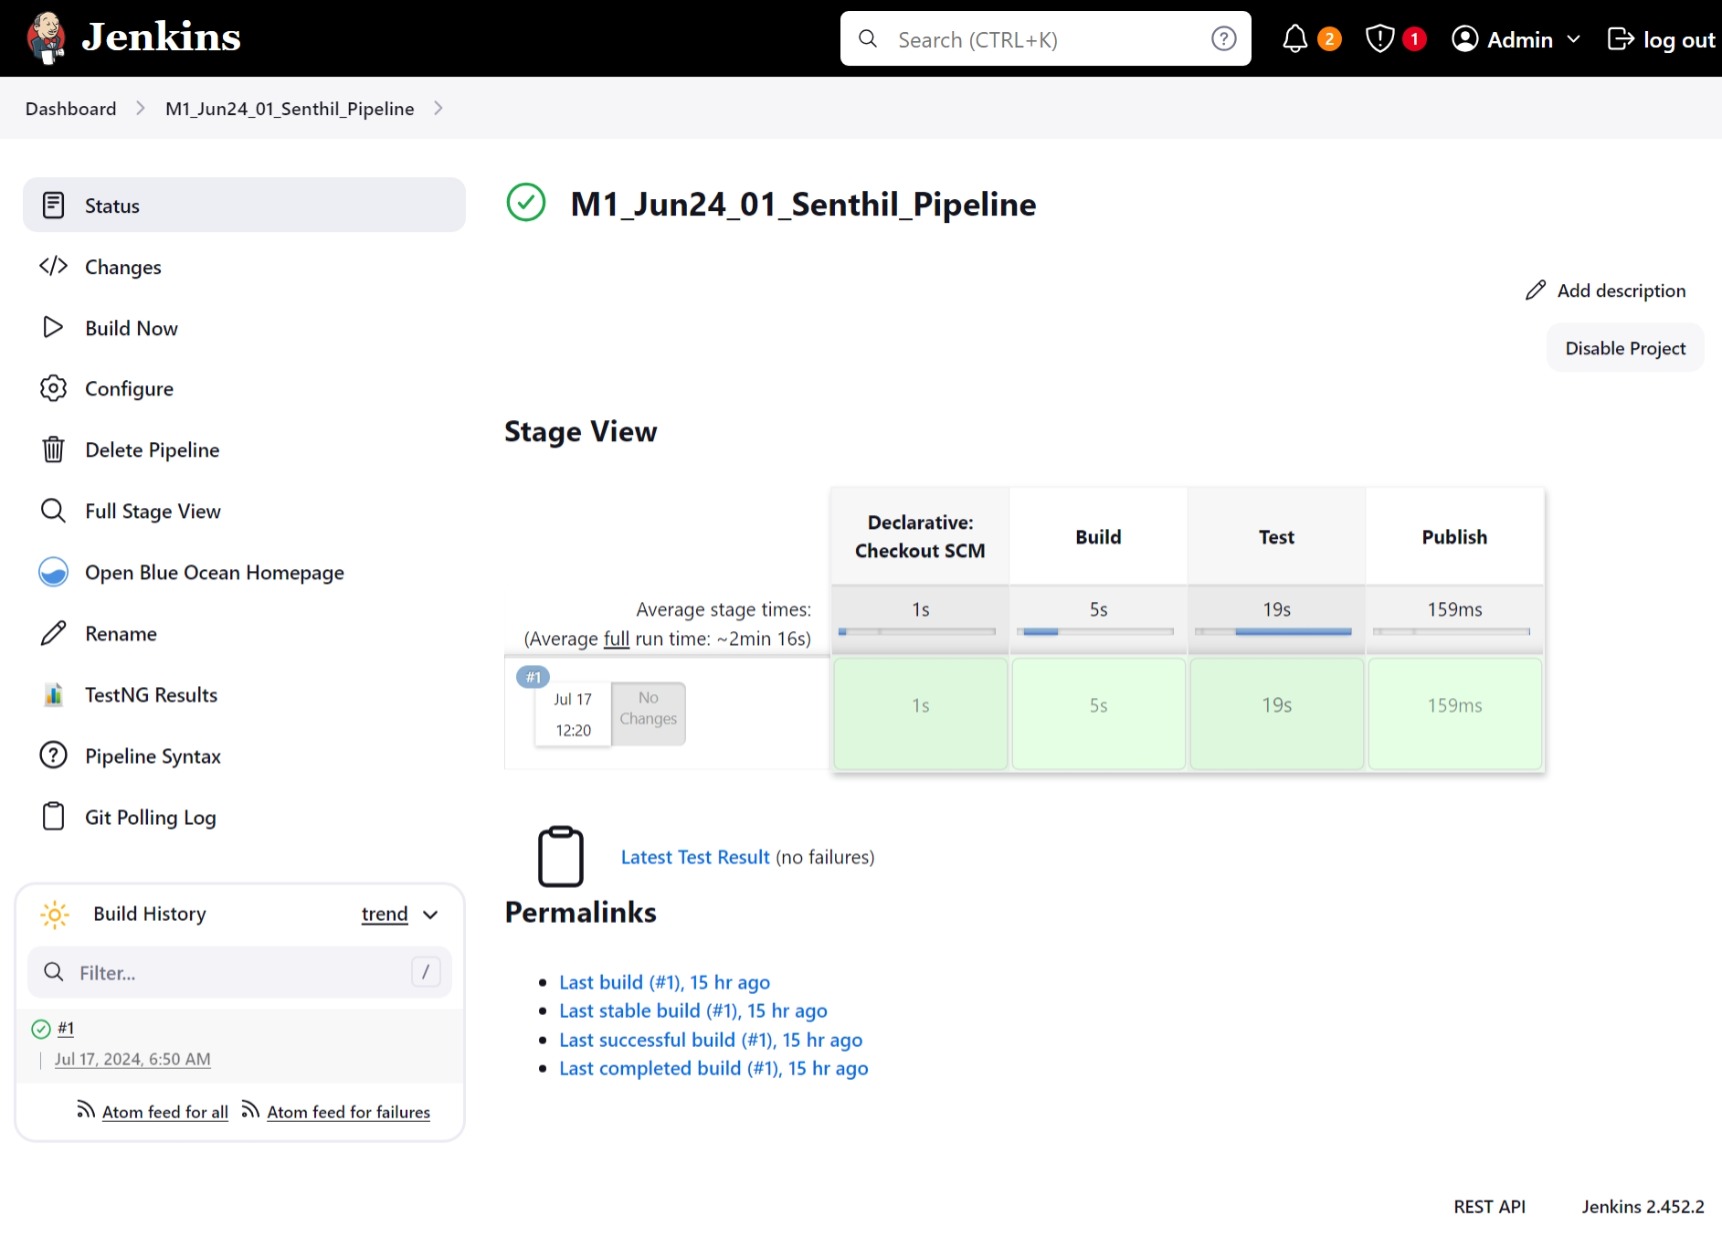 Jenkins
Search (CTRL+K)
2
1
Admin
log out
Dashboard
M1_Jun24_01_Senthil_Pipeline
Status
Changes
Build Now
Configure
Delete Pipeline
Full Stage View
Open Blue Ocean Homepage
Rename
TestNG Results
Pipeline Syntax
Git Polling Log
Build History
trend
Filter...
/
#1
Jul 17, 2024, 6:50 AM
Atom feed for all
Atom feed for failures
M1_Jun24_01_Senthil_Pipeline
Add description
Disable Project
Stage View
Declarative:
Checkout SCM
Build
Test
Publish
Average stage times:
(Average full run time: ~2min 16s)
1s
5s
19s
159ms
#1
Jul 17
12:20
No
Changes
1s
5s
19s
159ms
Latest Test Result (no failures)
Permalinks
Last build (#1), 15 hr ago
Last stable build (#1), 15 hr ago
Last successful build (#1), 15 hr ago
Last completed build (#1), 15 hr ago
REST API
Jenkins 2.452.2